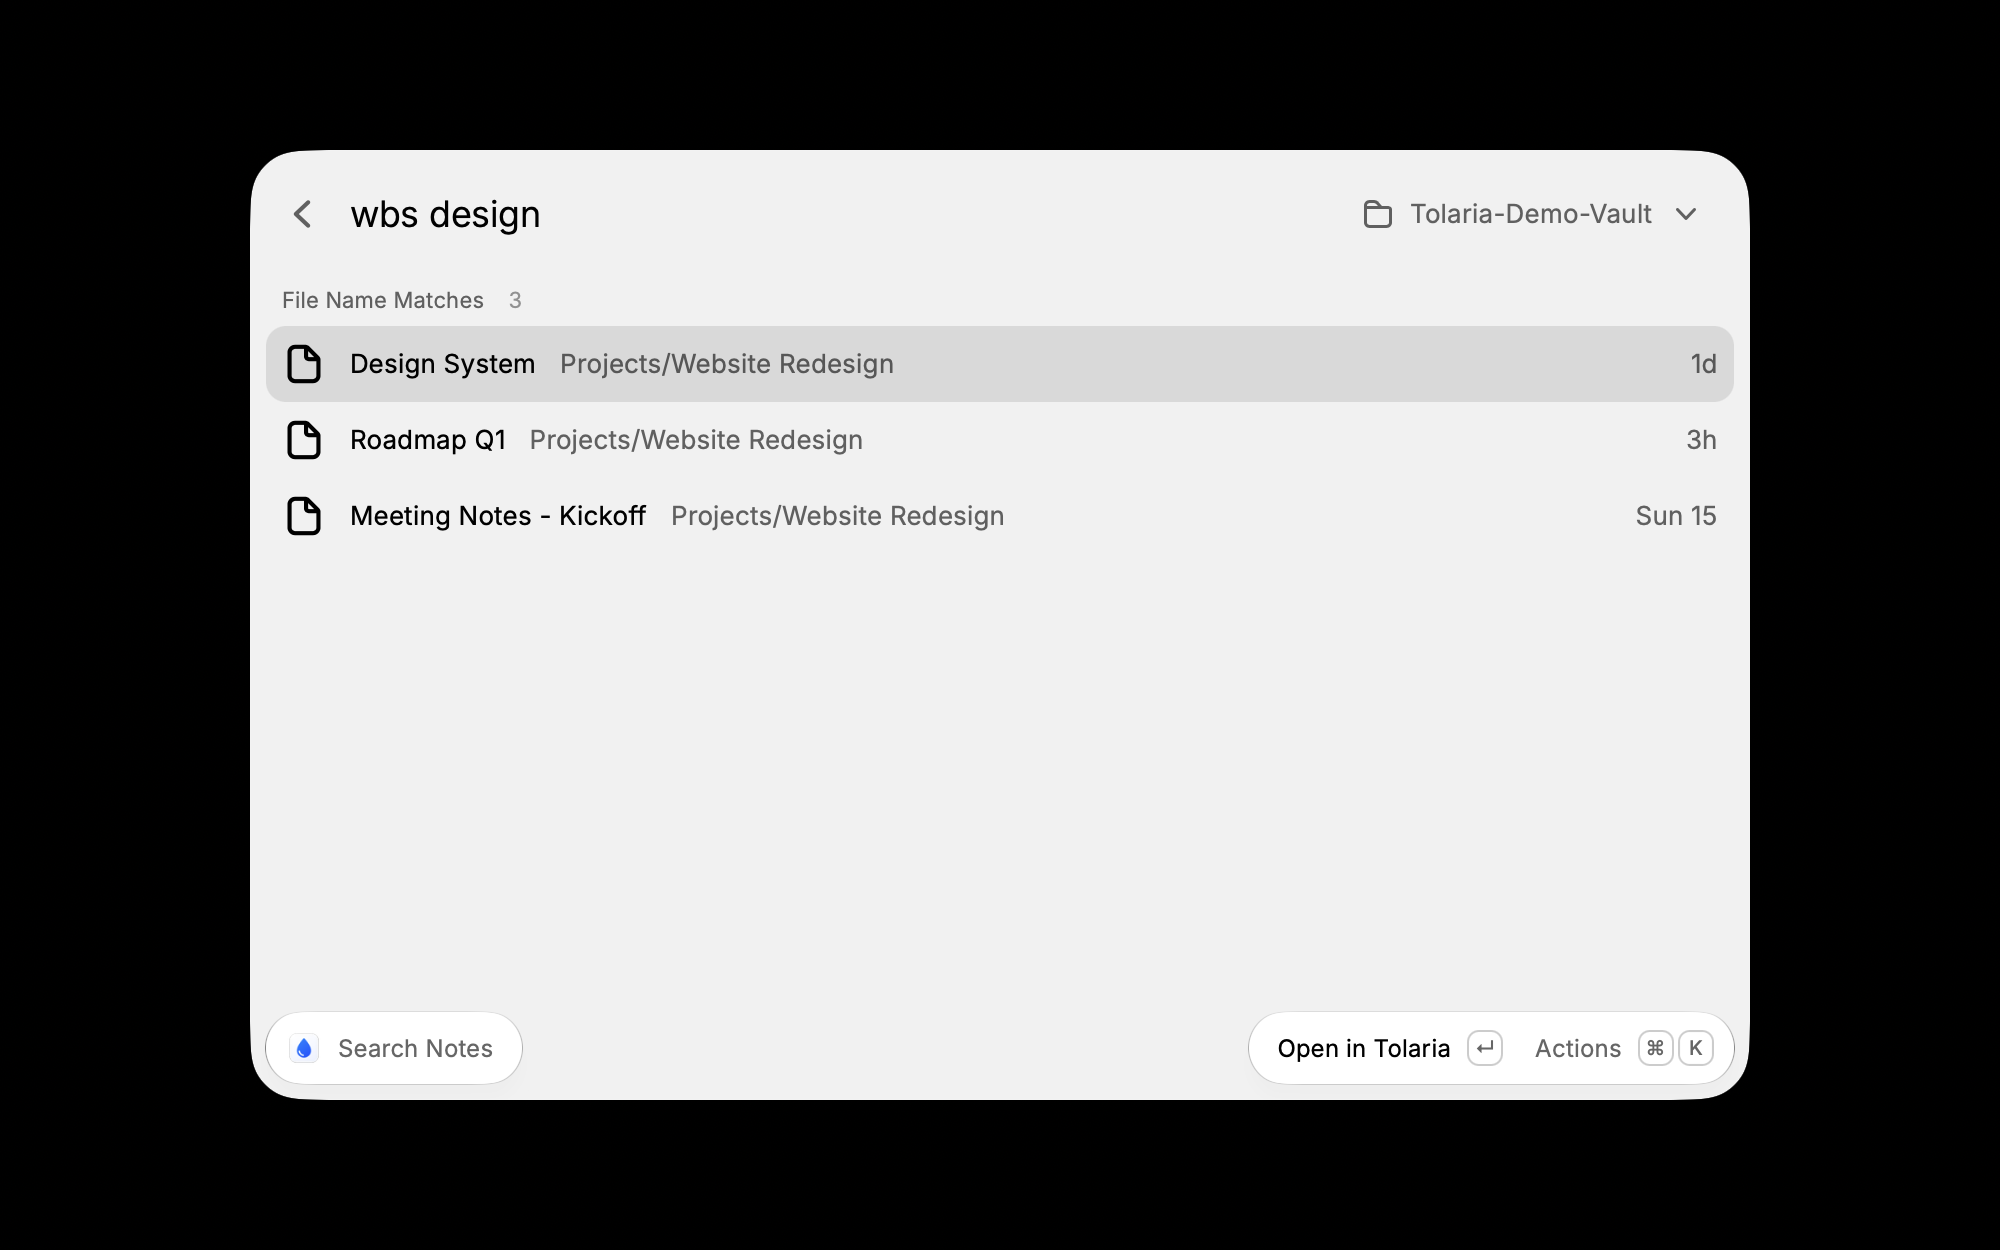 wbs design
Tolaria-Demo-Vault
File Name Matches 3
Design System Projects/Website Redesign 1d
Roadmap Q1 Projects/Website Redesign 3h
Meeting Notes - Kickoff Projects/Website Redesign Sun 15
Search Notes
Open in Tolaria ↵ Actions ⌘ K